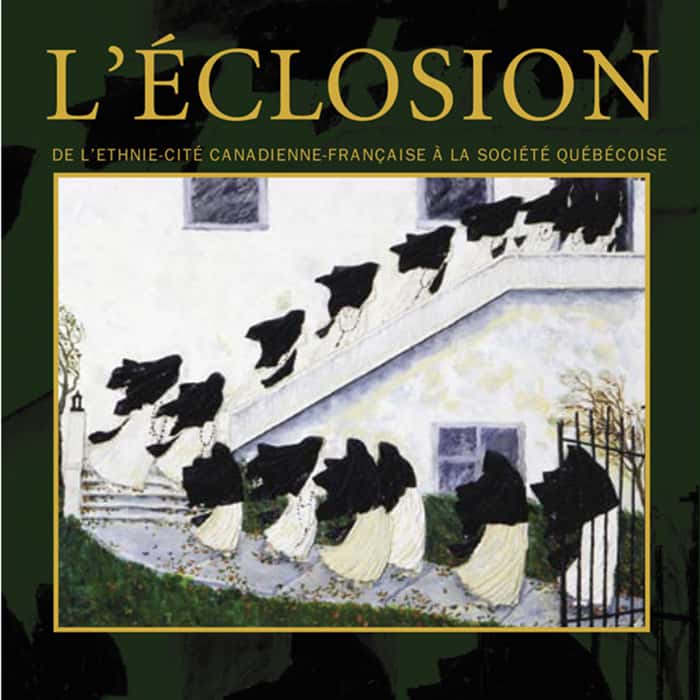 L’ÉCLOSION
DE L’ETHNIE-CITÉ CANADIENNE-FRANÇAISE À LA SOCIÉTÉ QUÉBÉCOISE